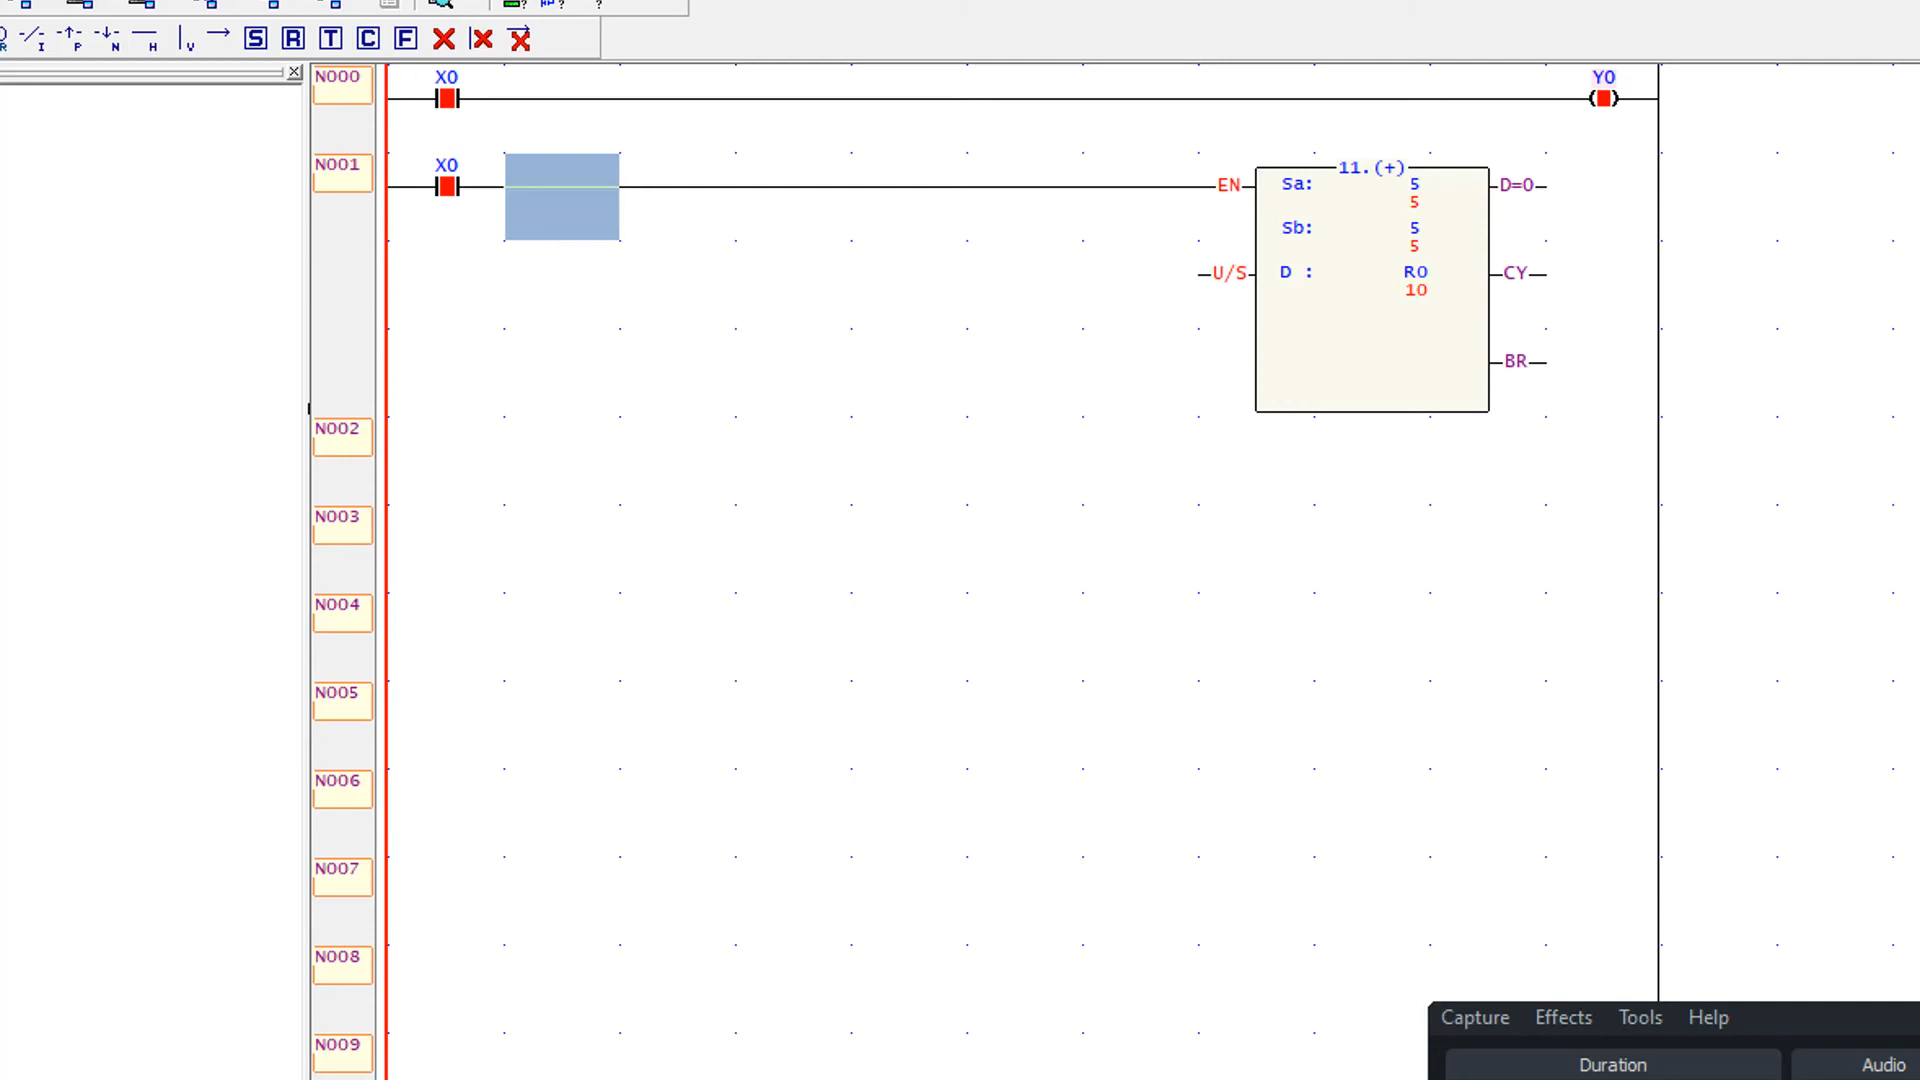 R I P N H V S R T C F
N000 X0 Y0
N001 X0 11.(+)
EN Sa: 5 D=0
5
Sb: 5
5
U/S D : R0 CY
10
BR
N002
N003
N004
N005
N006
N007
N008
N009
Capture Effects Tools Help
Duration Audio